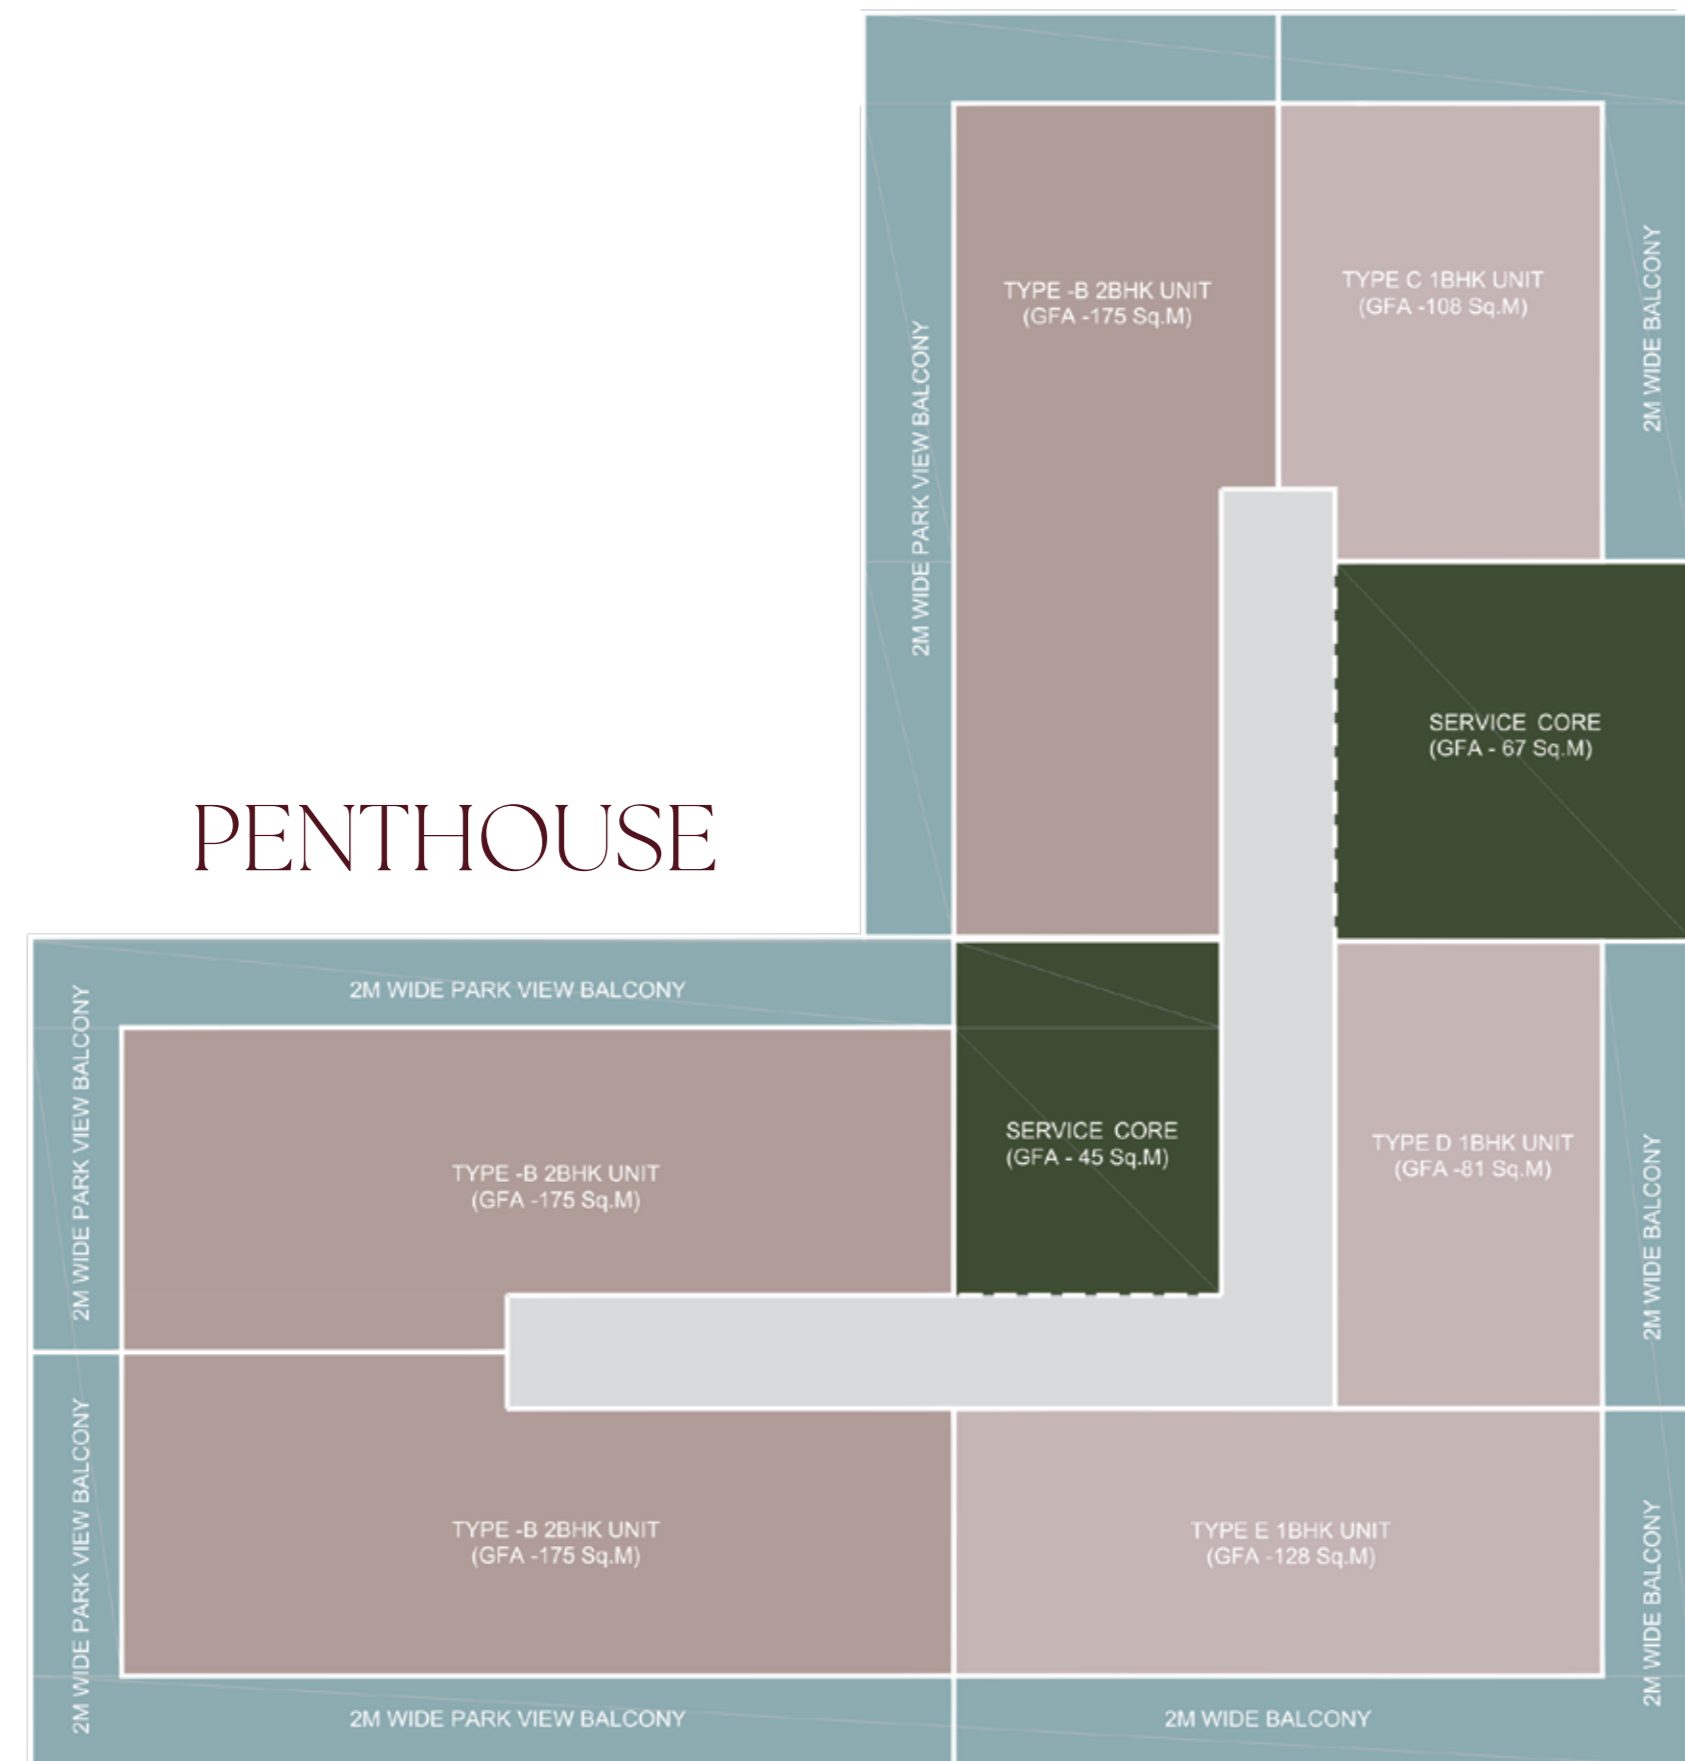 TYPE -B 2BHK UNIT
(GFA -175 Sq.M)
TYPE C 1BHK UNIT
(GFA -108 Sq.M)
2M WIDE BALCONY
2M WIDE PARK VIEW BALCONY
SERVICE CORE
(GFA - 67 Sq.M)
PENTHOUSE
2M WIDE PARK VIEW BALCONY
2M WIDE PARK VIEW BALCONY
TYPE -B 2BHK UNIT
(GFA -175 Sq.M)
SERVICE CORE
(GFA - 45 Sq.M)
TYPE D 1BHK UNIT
(GFA -81 Sq.M)
2M WIDE BALCONY
2M WIDE PARK VIEW BALCONY
TYPE -B 2BHK UNIT
(GFA -175 Sq.M)
TYPE E 1BHK UNIT
(GFA -128 Sq.M)
2M WIDE BALCONY
2M WIDE PARK VIEW BALCONY
2M WIDE BALCONY